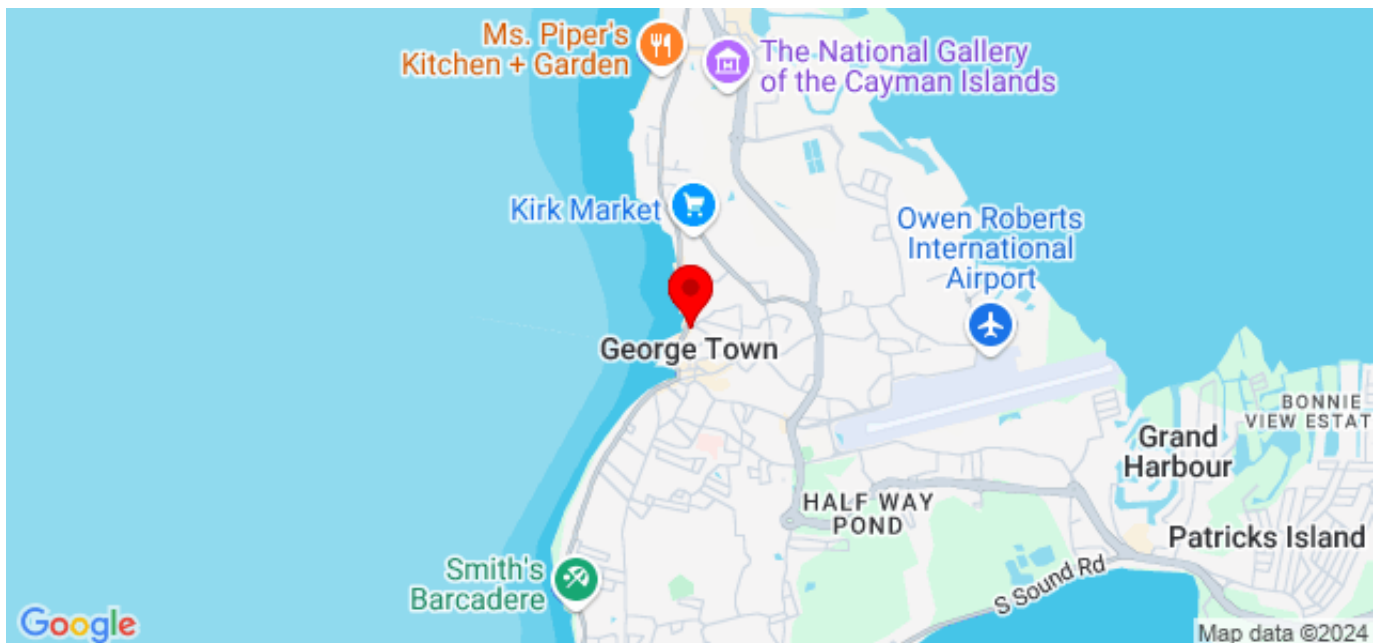 Ms. Piper's
Kitchen + Garden
The National Gallery
of the Cayman Islands
Kirk Market
Owen Roberts
International
Airport
George Town
BONNIE
VIEW ESTAT
Grand
Harbour
HALF WAY
POND
Patricks Island
Smith's
Barcadere
S Sound Rd
Google
Map data ©2024